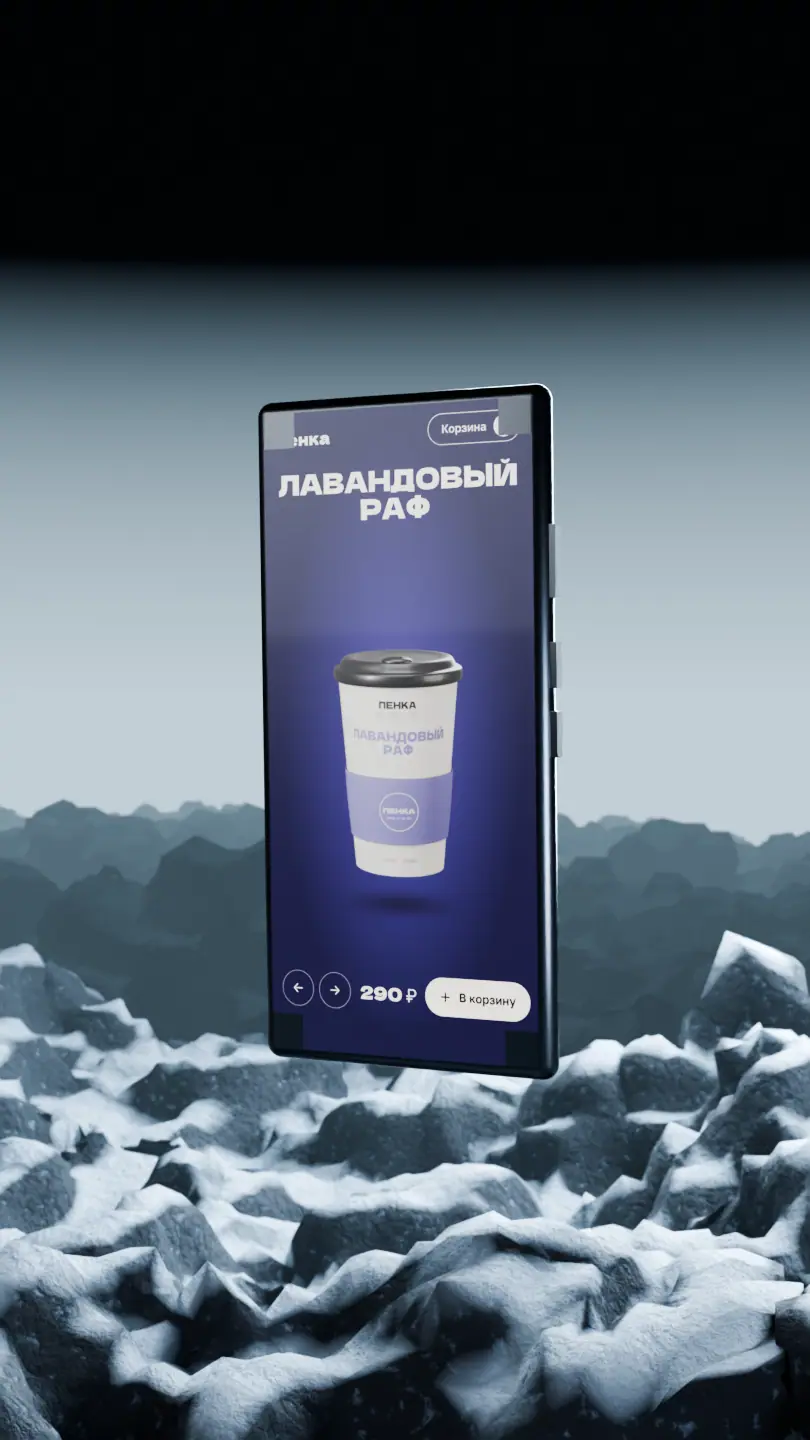 енка
Корзина
ЛАВАНДОВЫЙ
РАФ
ПЕНКА
ЛАВАНДОВЫЙ
РАФ
ПЕНКА
290 ₽
+ В корзину